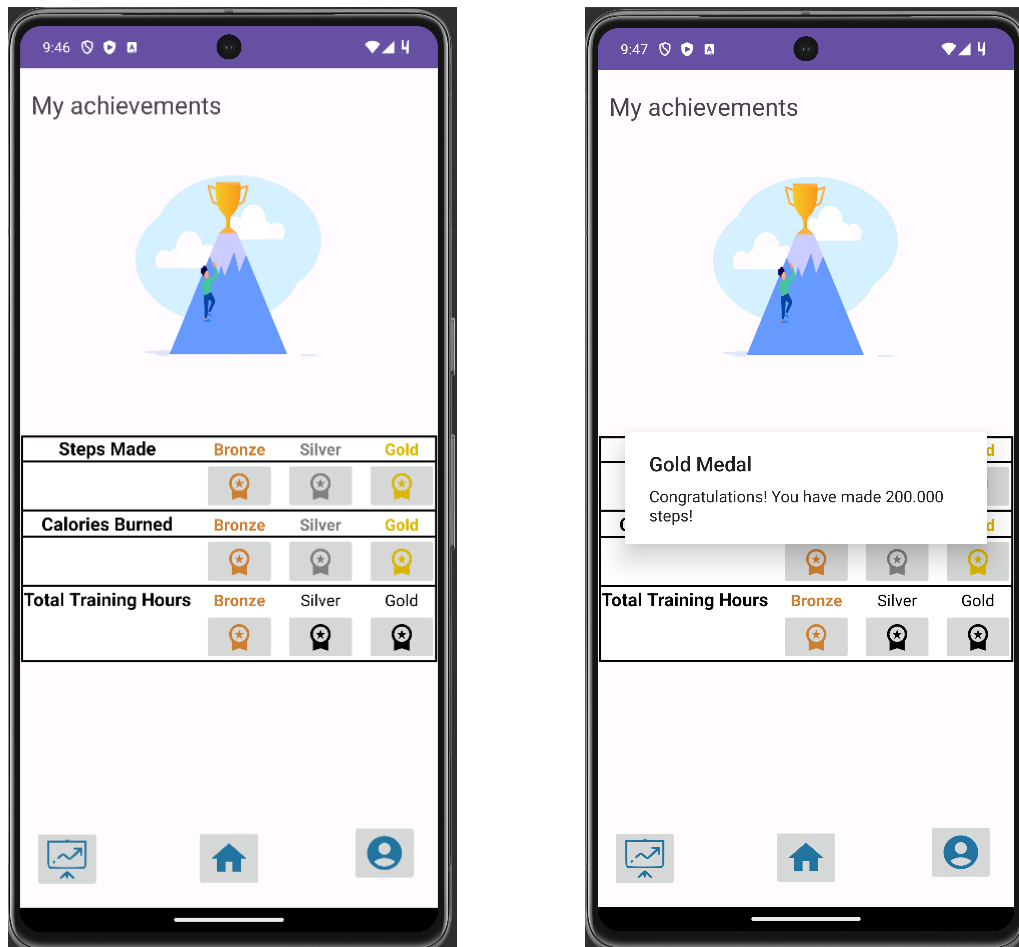 9:46
My achievements
Steps Made Bronze Silver Gold
Calories Burned Bronze Silver Gold
Total Training Hours Bronze Silver Gold
9:47
My achievements
Gold Medal
Congratulations! You have made 200.000
steps!
Total Training Hours Bronze Silver Gold